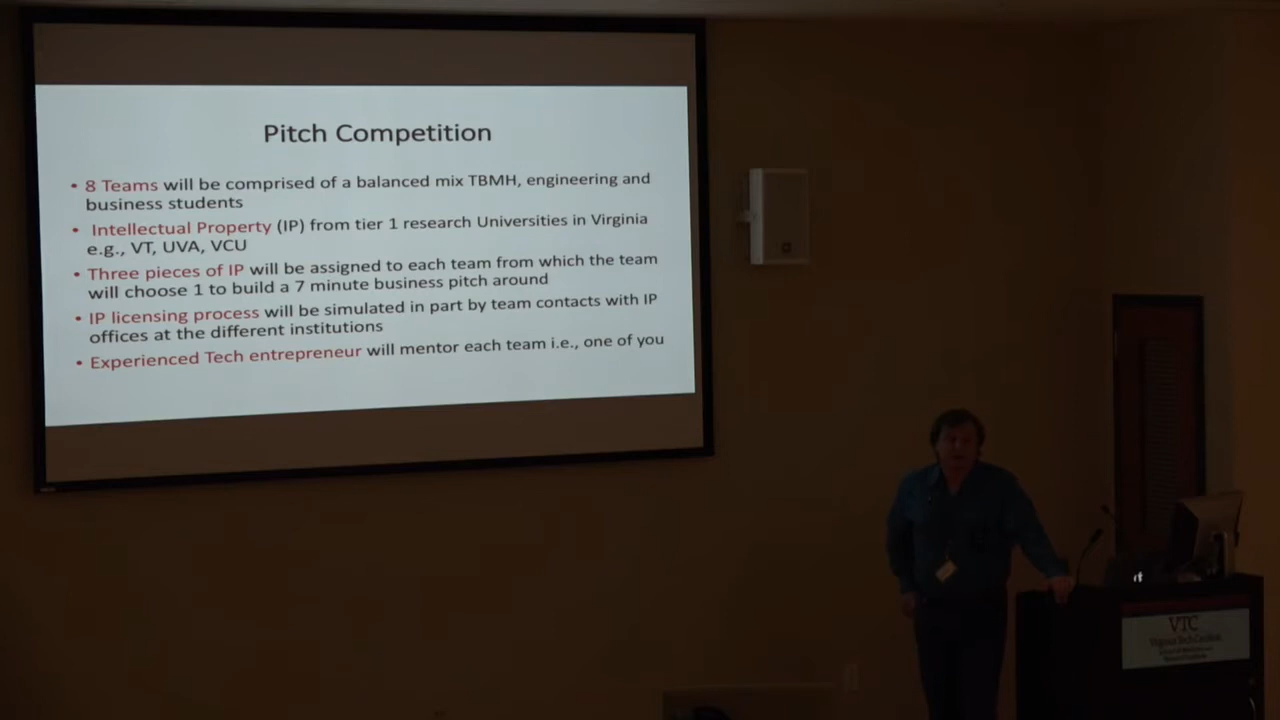 Pitch Competition
• 8 Teams will be comprised of a balanced mix TBMH, engineering and
business students
• Intellectual Property (IP) from tier 1 research Universities in Virginia
e.g., VT, UVA, VCU
• Three pieces of IP will be assigned to each team from which the team
will choose 1 to build a 7 minute business pitch around
• IP licensing process will be simulated in part by team contacts with IP
offices at the different institutions
• Experienced Tech entrepreneur will mentor each team i.e., one of you
VTC
Virginia Tech Carilion